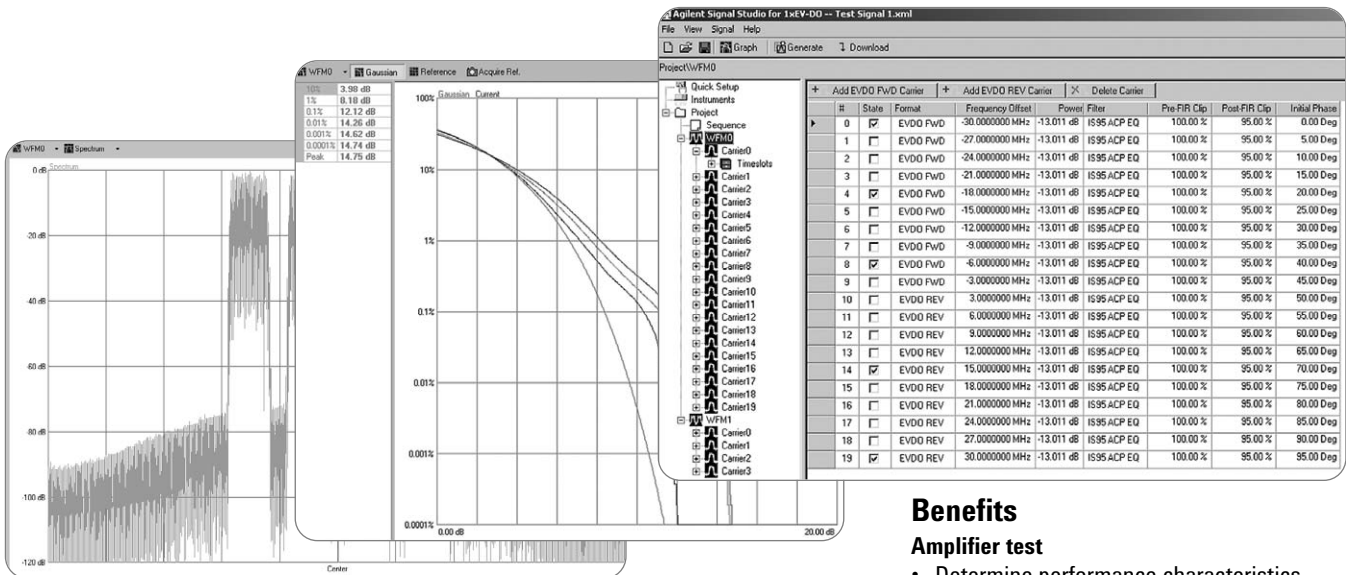 WFM0 Spectrum
Spectrum
0 dB
-20 dB
-40 dB
-60 dB
-80 dB
-100 dB
-120 dB
Center
WFM0 Gaussian Reference Acquire Ref.
10% 3.98 dB
1% 8.18 dB
0.1% 12.12 dB
0.01% 14.26 dB
0.001% 14.62 dB
0.0001% 14.74 dB
Peak 14.75 dB
Gaussian Current
100%
10%
1%
0.1%
0.01%
0.001%
0.0001%
0.00 dB 20.00 dB
Agilent Signal Studio for 1xEV-DO -- Test Signal 1.xml
File View Signal Help
Graph Generate Download
Project\WFM0
Quick Setup
Instruments
Project
Sequence
WFM0
Carrier0
Timeslots
Carrier1
Carrier2
Carrier3
Carrier4
Carrier5
Carrier6
Carrier7
Carrier8
Carrier9
Carrier10
Carrier11
Carrier12
Carrier13
Carrier14
Carrier15
Carrier16
Carrier17
Carrier18
Carrier19
WFM1
Carrier0
Carrier1
Carrier2
Carrier3
+ Add EVDO FWD Carrier + Add EVDO REV Carrier X Delete Carrier
# State Format Frequency Offset Power Filter Pre-FIR Clip Post-FIR Clip Initial Phase
0 EVDO FWD -30.0000000 MHz -13.011 dB IS95 ACP EQ 100.00 % 95.00 % 0.00 Deg
1 EVDO FWD -27.0000000 MHz -13.011 dB IS95 ACP EQ 100.00 % 95.00 % 5.00 Deg
2 EVDO FWD -24.0000000 MHz -13.011 dB IS95 ACP EQ 100.00 % 95.00 % 10.00 Deg
3 EVDO FWD -21.0000000 MHz -13.011 dB IS95 ACP EQ 100.00 % 95.00 % 15.00 Deg
4 EVDO FWD -18.0000000 MHz -13.011 dB IS95 ACP EQ 100.00 % 95.00 % 20.00 Deg
5 EVDO FWD -15.0000000 MHz -13.011 dB IS95 ACP EQ 100.00 % 95.00 % 25.00 Deg
6 EVDO FWD -12.0000000 MHz -13.011 dB IS95 ACP EQ 100.00 % 95.00 % 30.00 Deg
7 EVDO FWD -9.0000000 MHz -13.011 dB IS95 ACP EQ 100.00 % 95.00 % 35.00 Deg
8 EVDO FWD -6.0000000 MHz -13.011 dB IS95 ACP EQ 100.00 % 95.00 % 40.00 Deg
9 EVDO FWD -3.0000000 MHz -13.011 dB IS95 ACP EQ 100.00 % 95.00 % 45.00 Deg
10 EVDO REV 3.0000000 MHz -13.011 dB IS95 ACP EQ 100.00 % 95.00 % 50.00 Deg
11 EVDO REV 6.0000000 MHz -13.011 dB IS95 ACP EQ 100.00 % 95.00 % 55.00 Deg
12 EVDO REV 9.0000000 MHz -13.011 dB IS95 ACP EQ 100.00 % 95.00 % 60.00 Deg
13 EVDO REV 12.0000000 MHz -13.011 dB IS95 ACP EQ 100.00 % 95.00 % 65.00 Deg
14 EVDO REV 15.0000000 MHz -13.011 dB IS95 ACP EQ 100.00 % 95.00 % 70.00 Deg
15 EVDO REV 18.0000000 MHz -13.011 dB IS95 ACP EQ 100.00 % 95.00 % 75.00 Deg
16 EVDO REV 21.0000000 MHz -13.011 dB IS95 ACP EQ 100.00 % 95.00 % 80.00 Deg
17 EVDO REV 24.0000000 MHz -13.011 dB IS95 ACP EQ 100.00 % 95.00 % 85.00 Deg
18 EVDO REV 27.0000000 MHz -13.011 dB IS95 ACP EQ 100.00 % 95.00 % 90.00 Deg
19 EVDO REV 30.0000000 MHz -13.011 dB IS95 ACP EQ 100.00 % 95.00 % 95.00 Deg
Benefits
Amplifier test
• Determine performance characteristics